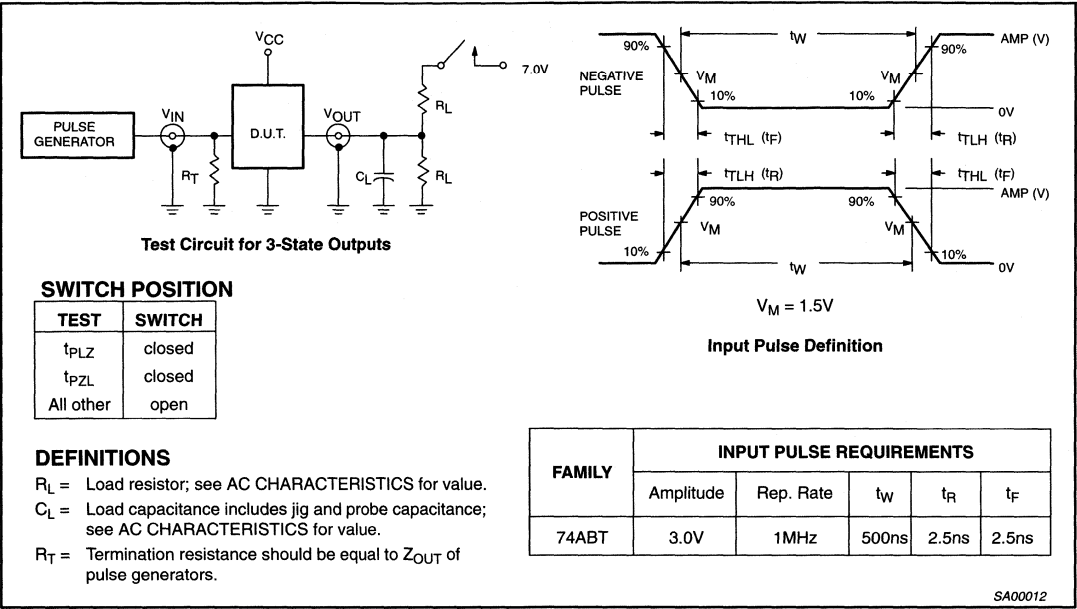 VCC
7.0V
RL
PULSE
GENERATOR
VIN
D.U.T.
VOUT
RT
CL
RL
Test Circuit for 3-State Outputs
NEGATIVE
PULSE
90%
tW
90%
AMP (V)
VM
VM
10%
10%
0V
tTHL (tF)
tTLH (tR)
tTLH (tR)
tTHL (tF)
AMP (V)
90%
90%
POSITIVE
PULSE
VM
VM
10%
10%
tW
0V
VM = 1.5V
Input Pulse Definition
SWITCH POSITION
TEST SWITCH
tPLZ closed
tPZL closed
All other open
DEFINITIONS
RL = Load resistor; see AC CHARACTERISTICS for value.
CL = Load capacitance includes jig and probe capacitance;
see AC CHARACTERISTICS for value.
RT = Termination resistance should be equal to ZOUT of
pulse generators.
FAMILY
INPUT PULSE REQUIREMENTS
Amplitude Rep. Rate tW tR tF
74ABT 3.0V 1MHz 500ns 2.5ns 2.5ns
SA00012